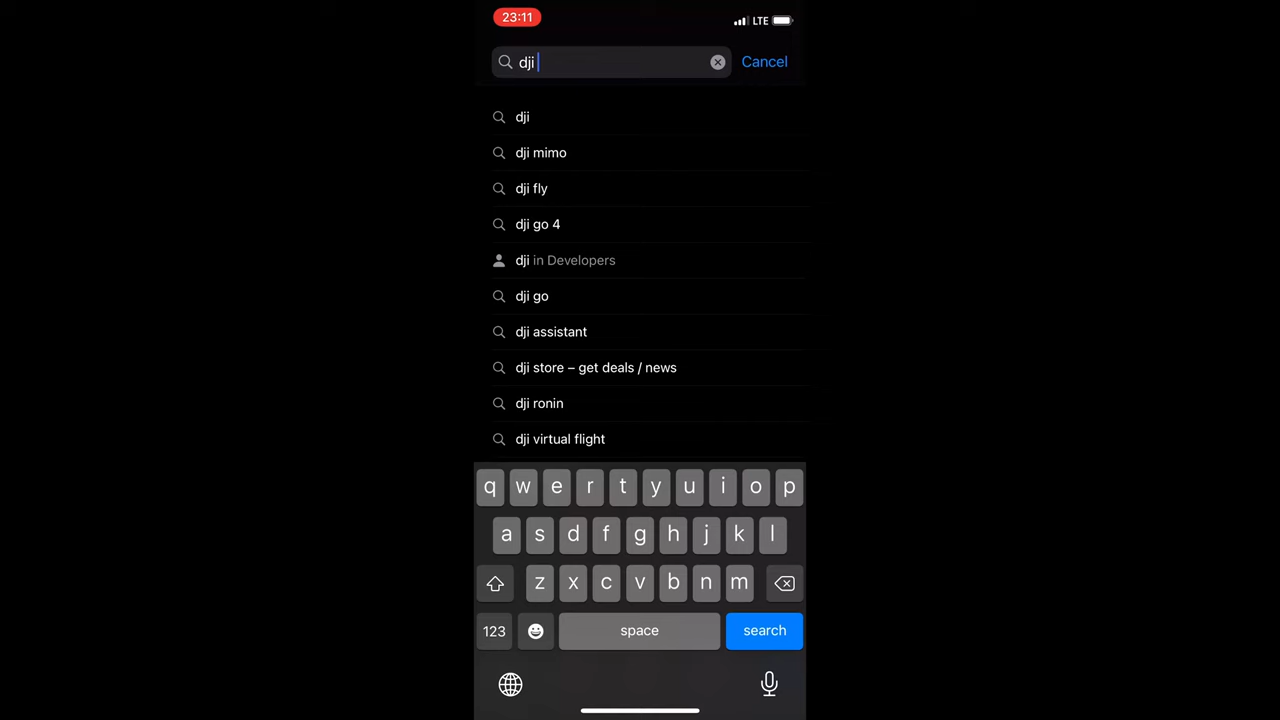 23:11
LTE
dji
Cancel
dji
dji mimo
dji fly
dji go 4
dji in Developers
dji go
dji assistant
dji store – get deals / news
dji ronin
dji virtual flight
q w e r t y u i o p
a s d f g h j k l
z x c v b n m
123 space search